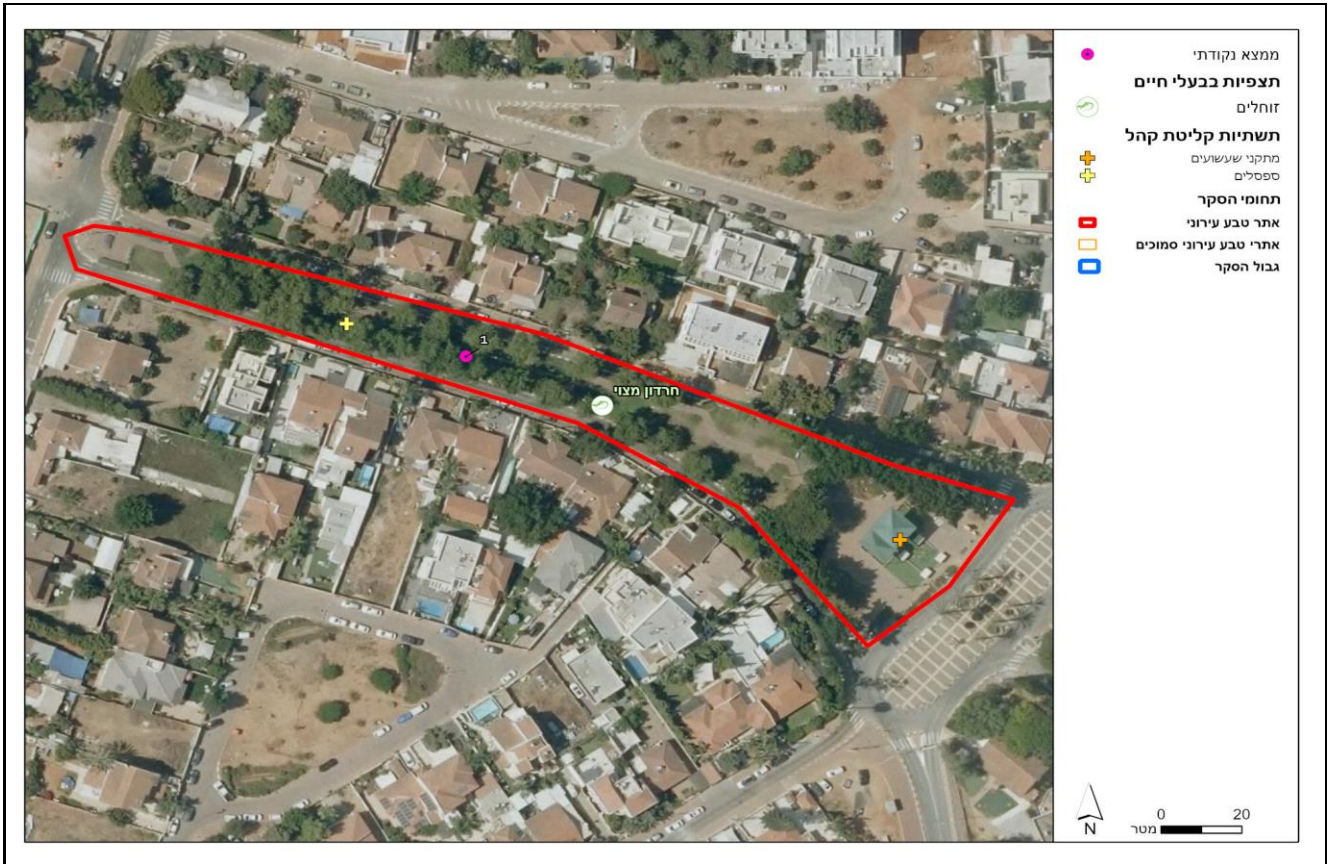 ממצא נקודתי
תצפיות בבעלי חיים
זוחלים
תשתיות קליטת קהל
מתקני שעשועים
ספסלים
תחומי הסקר
אתר טבע עירוני
אתרי טבע עירוני סמוכים
גבול הסקר
1
חרדון מצוי
0 20
מטר
N